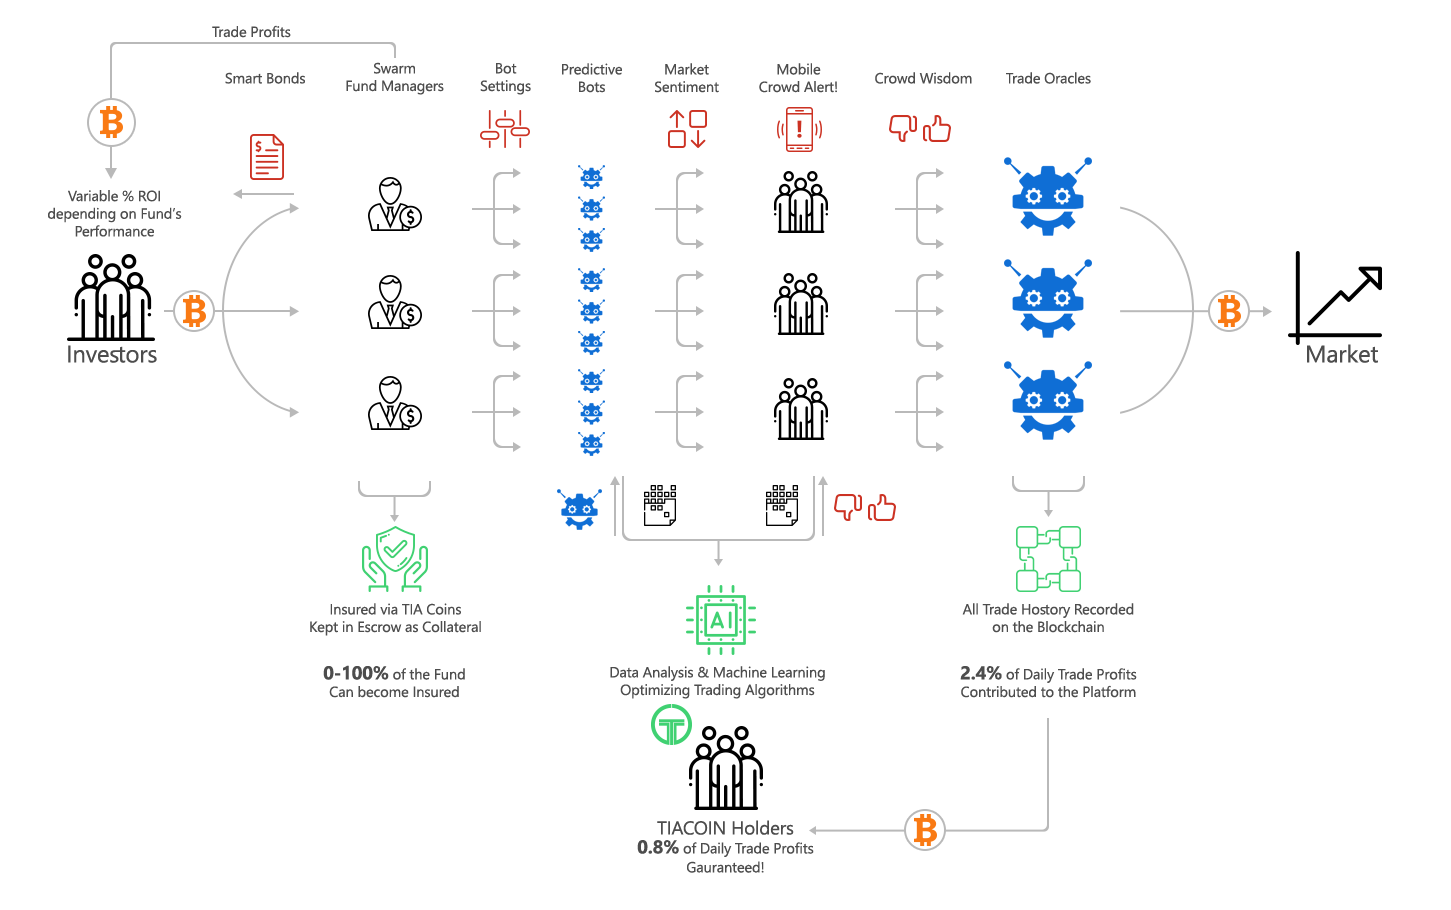 Trade Profits
Smart Bonds
Swarm
Fund Managers
Bot
Settings
Predictive
Bots
Market
Sentiment
Mobile
Crowd Alert!
Crowd Wisdom
Trade Oracles
Variable % ROI
depending on Fund's
Performance
Investors
Market
Insured via TIA Coins
Kept in Escrow as Collateral
0-100% of the Fund
Can become Insured
AI
Data Analysis & Machine Learning
Optimizing Trading Algorithms
All Trade Hostory Recorded
on the Blockchain
2.4% of Daily Trade Profits
Contributed to the Platform
TIACOIN Holders
0.8% of Daily Trade Profits
Gauranteed!